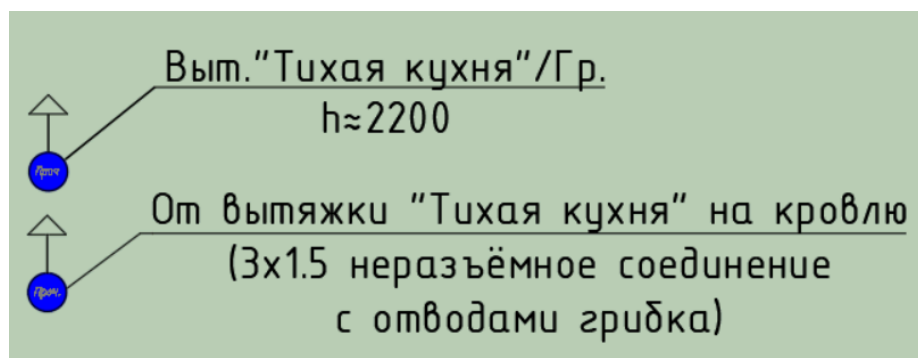 Выт."Тихая кухня"/Гр.
h≈2200
От вытяжки "Тихая кухня" на кровлю
(3х1.5 неразъёмное соединение
с отводами грибка)